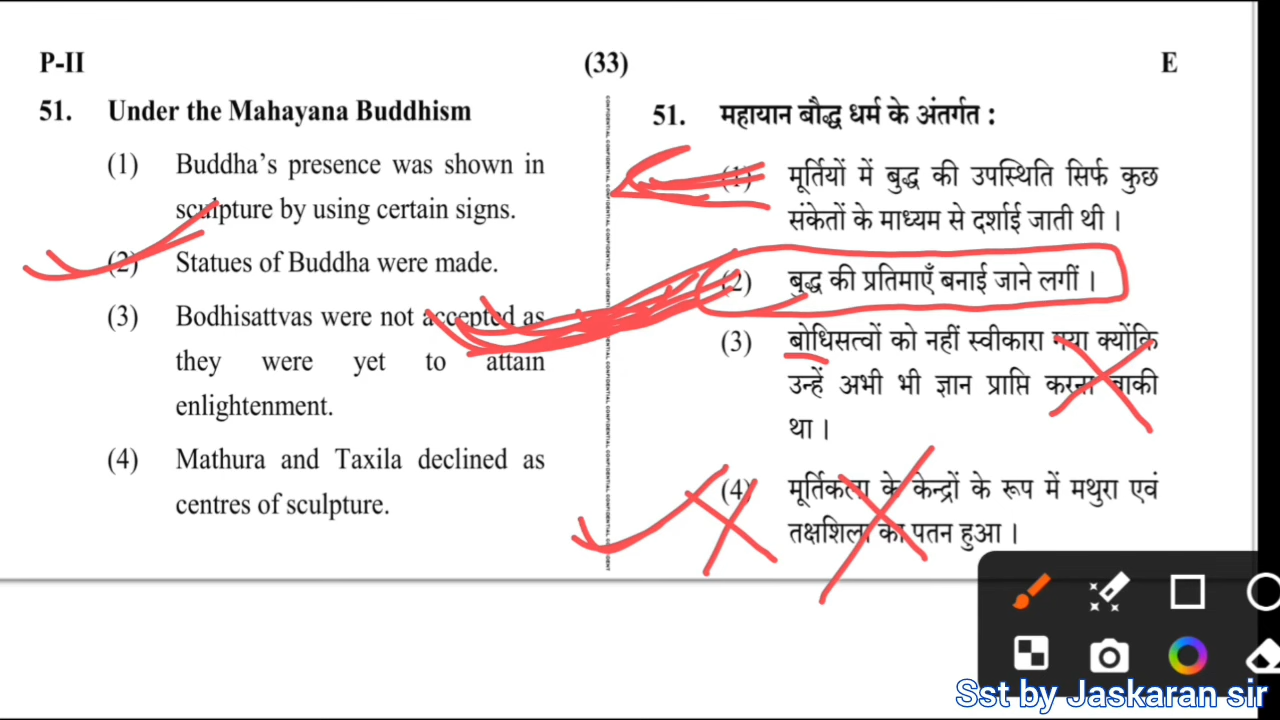 P-II
(33)
E
51. Under the Mahayana Buddhism
(1) Buddha's presence was shown in
sculpture by using certain signs.
(2) Statues of Buddha were made.
(3) Bodhisattvas were not accepted as
they were yet to attain
enlightenment.
(4) Mathura and Taxila declined as
centres of sculpture.
51. महायान बौद्ध धर्म के अंतर्गत :
(1) मूर्तियों में बुद्ध की उपस्थिति सिर्फ कुछ
संकेतों के माध्यम से दर्शाई जाती थी ।
(2) बुद्ध की प्रतिमाएँ बनाई जाने लगीं ।
(3) बोधिसत्वों को नहीं स्वीकारा गया क्योंकि
उन्हें अभी भी ज्ञान प्राप्ति करना बाकी
था ।
(4) मूर्तिकला के केन्द्रों के रूप में मथुरा एवं
तक्षशिला का पतन हुआ ।
Sst by Jaskaran sir